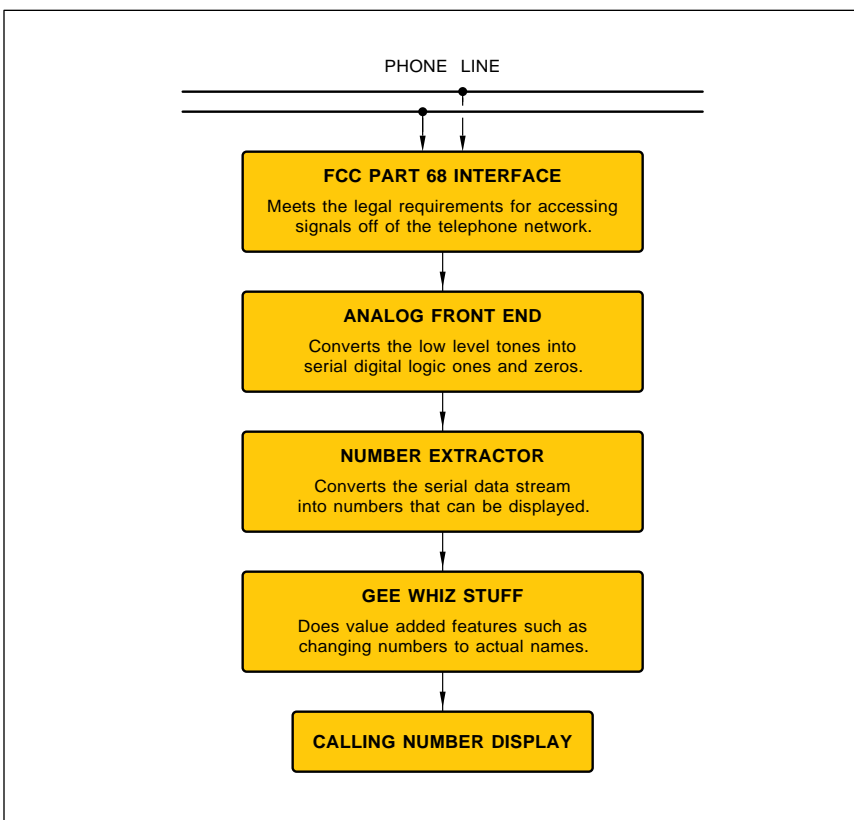 PHONE LINE
FCC PART 68 INTERFACE
Meets the legal requirements for accessing
signals off of the telephone network.
ANALOG FRONT END
Converts the low level tones into
serial digital logic ones and zeros.
NUMBER EXTRACTOR
Converts the serial data stream
into numbers that can be displayed.
GEE WHIZ STUFF
Does value added features such as
changing numbers to actual names.
CALLING NUMBER DISPLAY